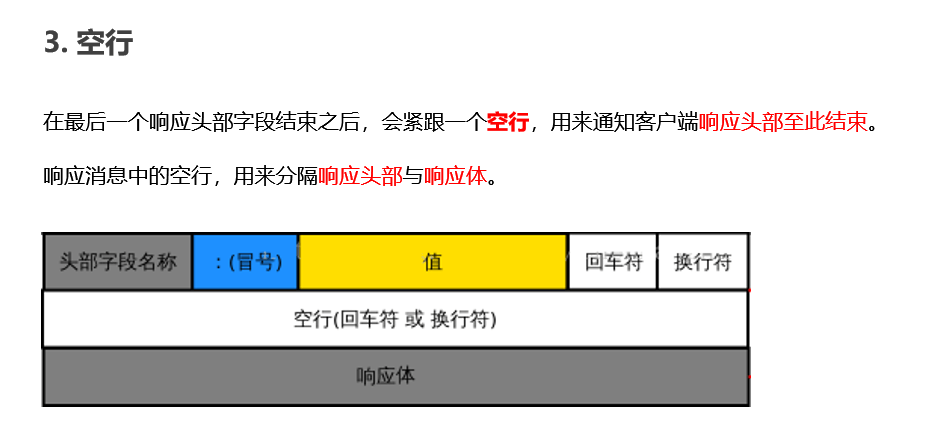 3. 空行
在最后一个响应头部字段结束之后，会紧跟一个空行，用来通知客户端响应头部至此结束。
响应消息中的空行，用来分隔响应头部与响应体。
头部字段名称 ：(冒号) 值 回车符 换行符
空行(回车符 或 换行符)
响应体